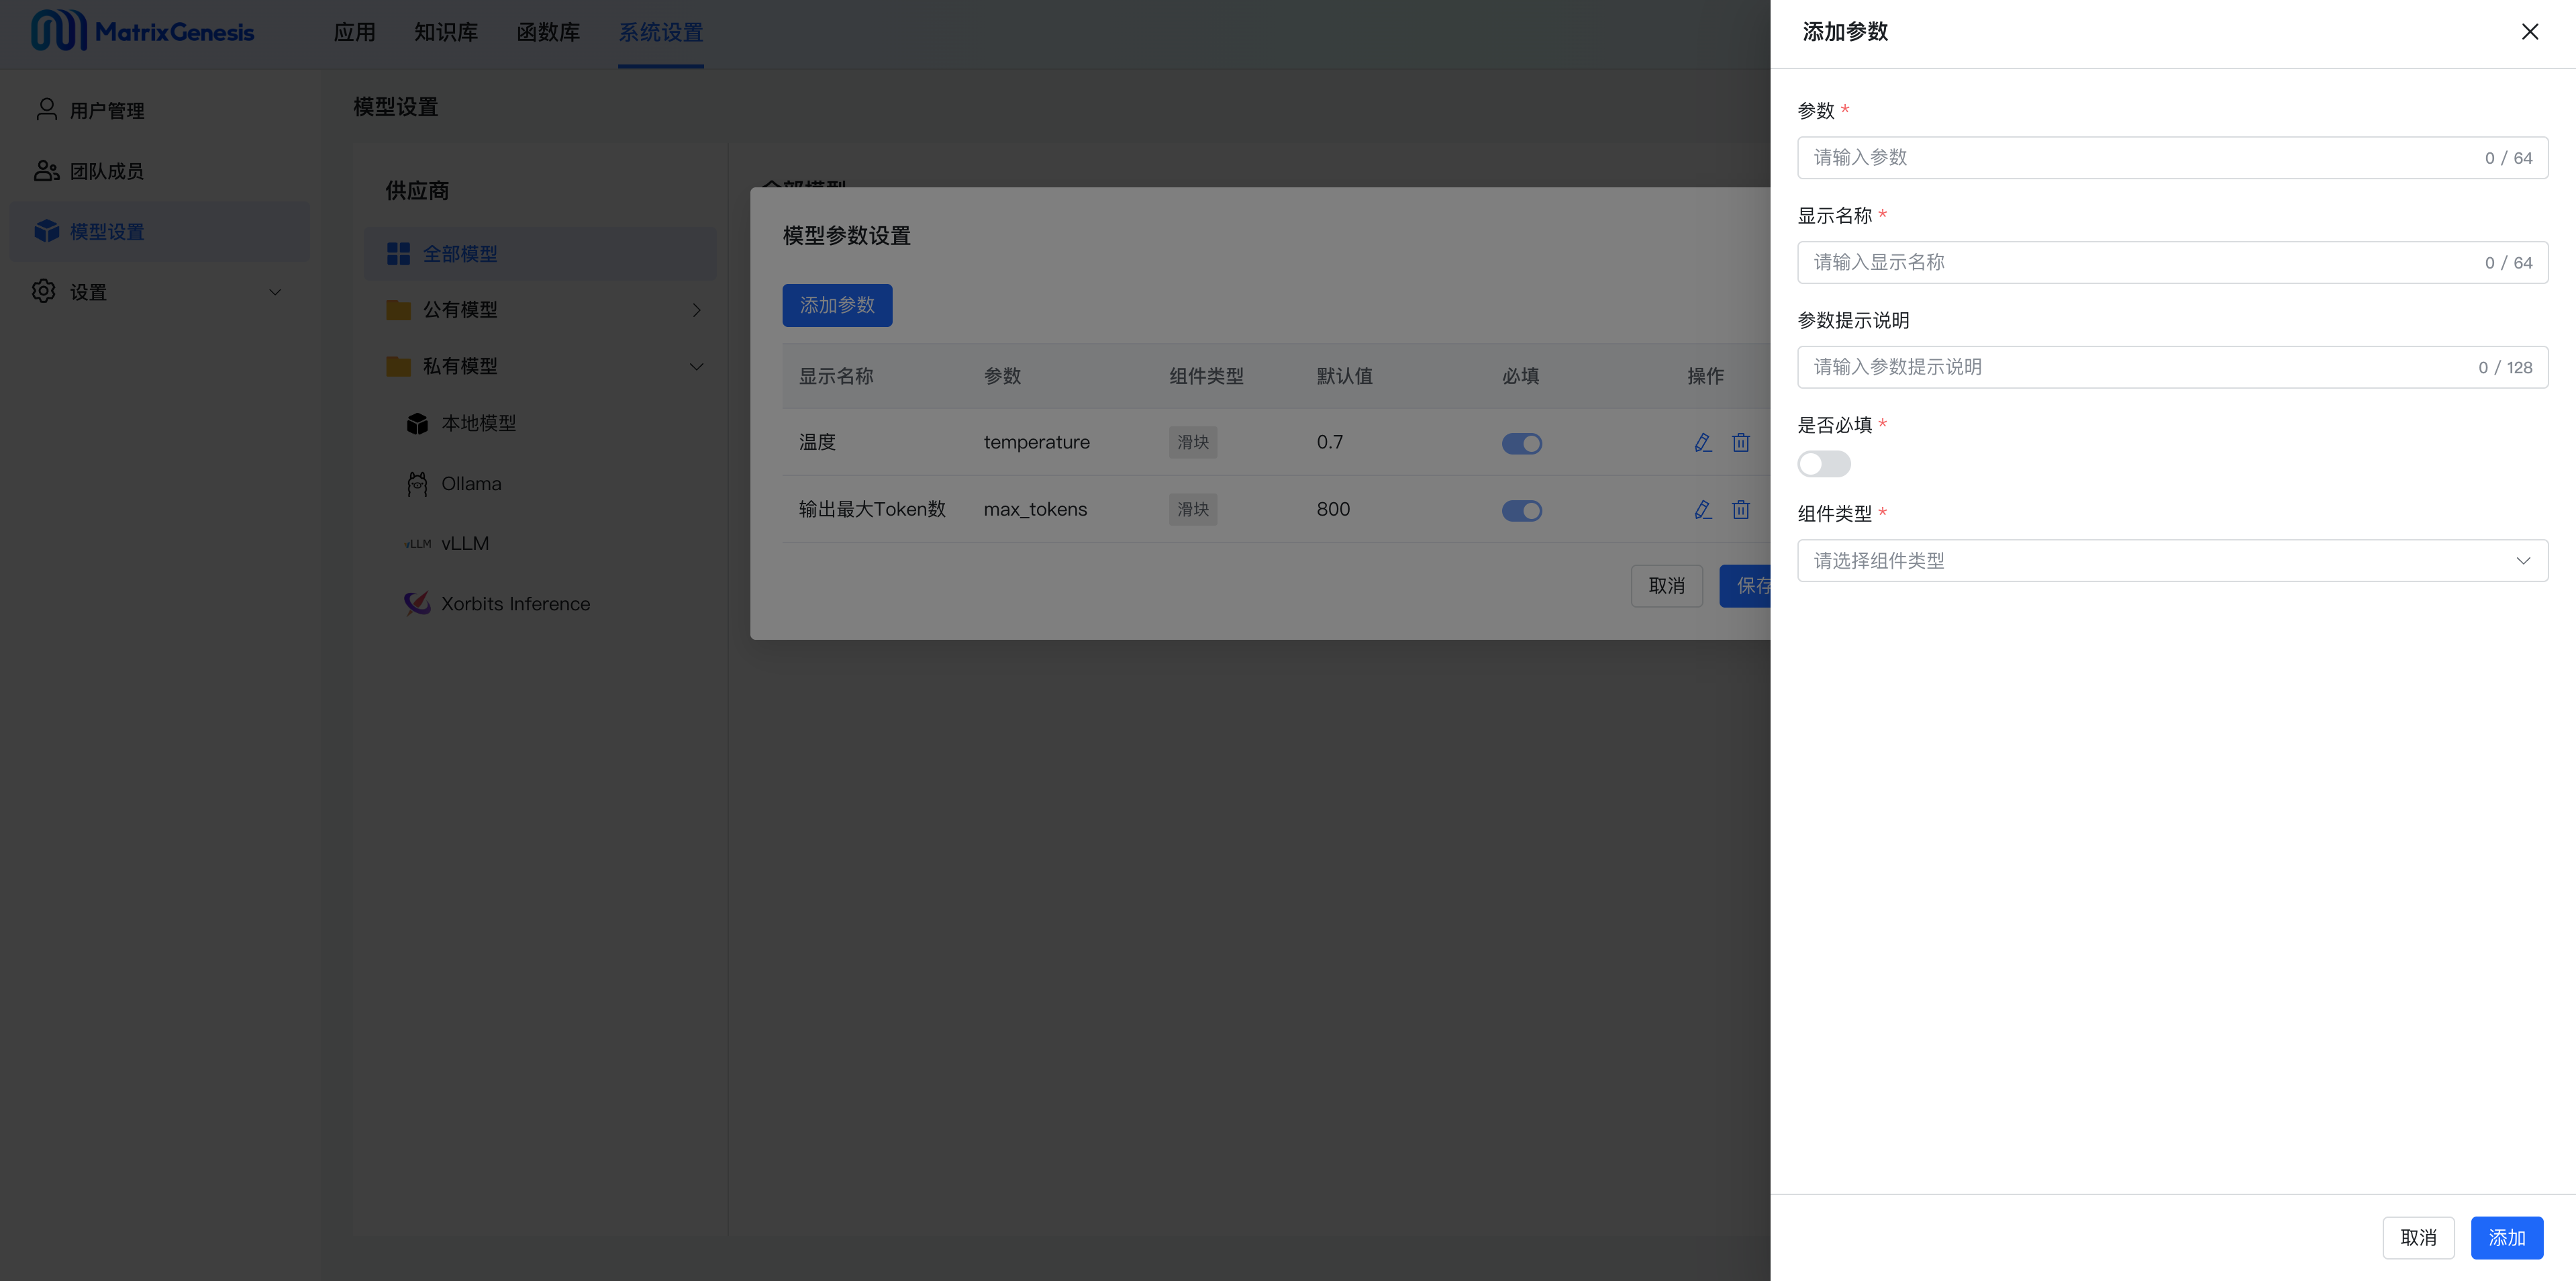 MatrixGenesis
应用 知识库 函数库 系统设置
用户管理
团队成员
模型设置
设置
模型设置
供应商
全部模型
公有模型
私有模型
本地模型
Ollama
vLLM vLLM
Xorbits Inference
全部模型
模型参数设置
添加参数
显示名称 参数 组件类型 默认值 必填 操作
温度 temperature 滑块 0.7
输出最大Token数 max_tokens 滑块 800
取消 保存
添加参数
参数 *
请输入参数 0 / 64
显示名称 *
请输入显示名称 0 / 64
参数提示说明
请输入参数提示说明 0 / 128
是否必填 *
组件类型 *
请选择组件类型
取消 添加